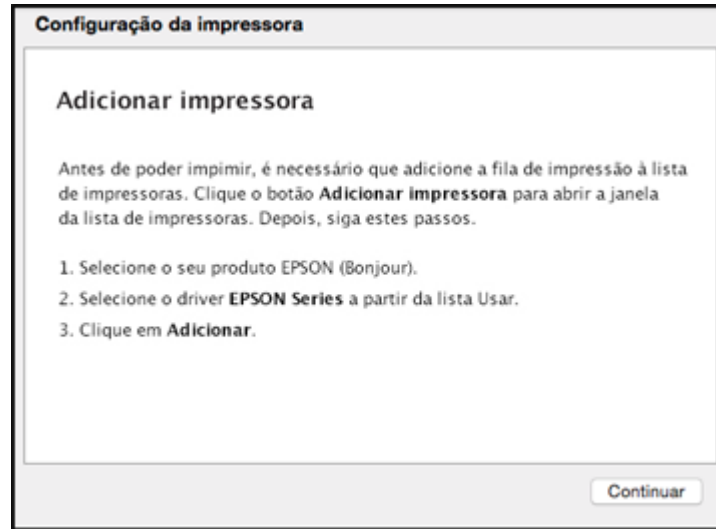 Configuração da impressora
Adicionar impressora
Antes de poder impimir, é necessário que adicione a fila de impressão à lista
de impressoras. Clique o botão Adicionar impressora para abrir a janela
da lista de impressoras. Depois, siga estes passos.
1. Selecione o seu produto EPSON (Bonjour).
2. Selecione o driver EPSON Series a partir da lista Usar.
3. Clique em Adicionar.
Continuar